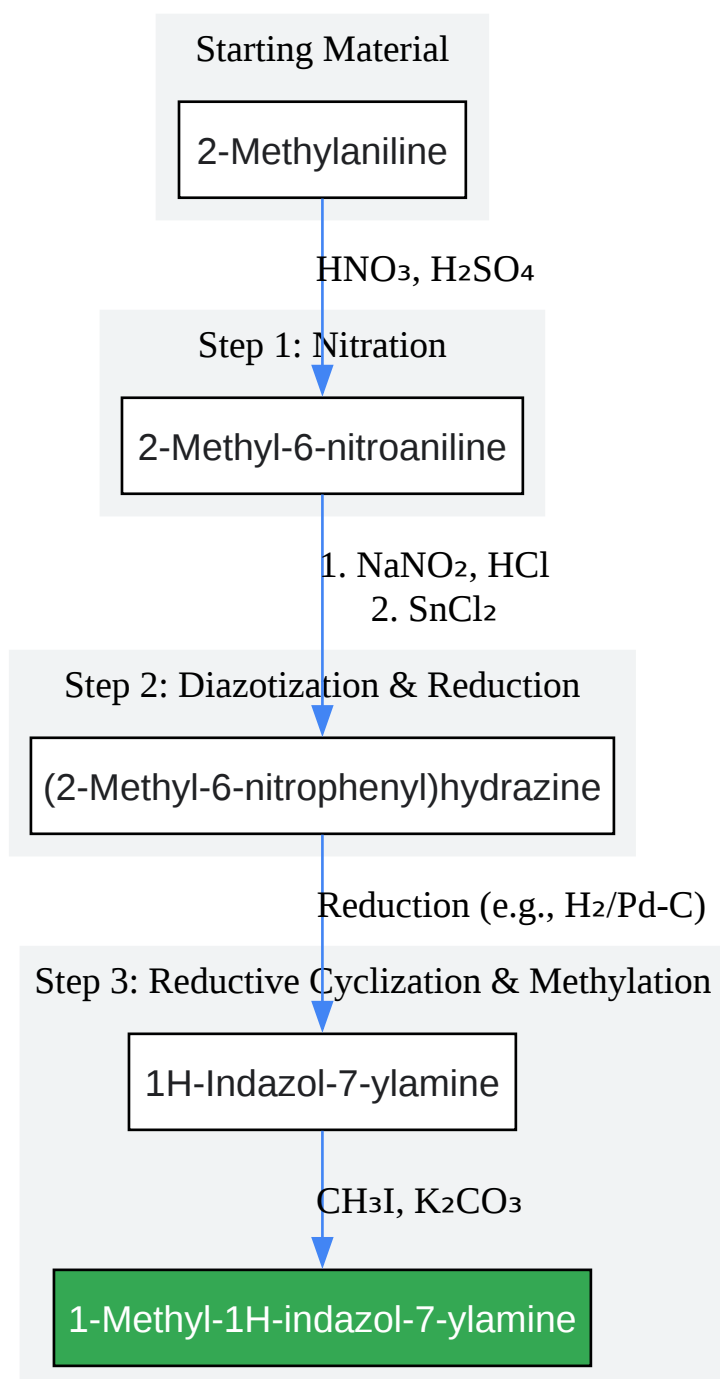 Starting Material
2-Methylaniline
HNO₃, H₂SO₄
Step 1: Nitration
2-Methyl-6-nitroaniline
1. NaNO₂, HCl
2. SnCl₂
Step 2: Diazotization & Reduction
(2-Methyl-6-nitrophenyl)hydrazine
Reduction (e.g., H₂/Pd-C)
Step 3: Reductive Cyclization & Methylation
1H-Indazol-7-ylamine
CH₃I, K₂CO₃
1-Methyl-1H-indazol-7-ylamine